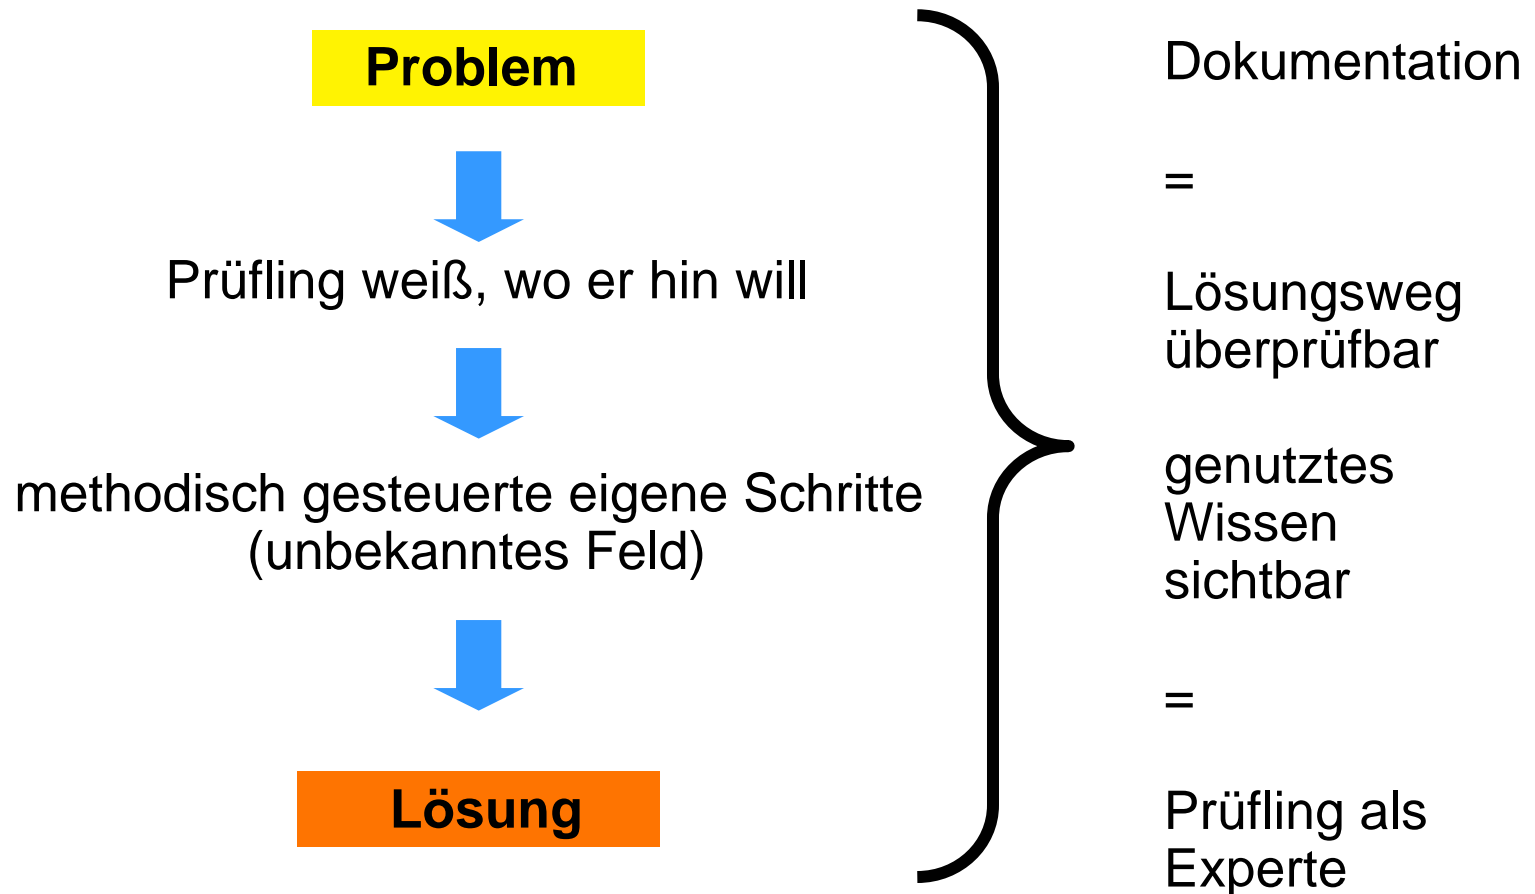 Problem
Prüfling weiß, wo er hin will
methodisch gesteuerte eigene Schritte
(unbekanntes Feld)
Lösung
Dokumentation
=
Lösungsweg
überprüfbar
genutztes
Wissen
sichtbar
=
Prüfling als
Experte